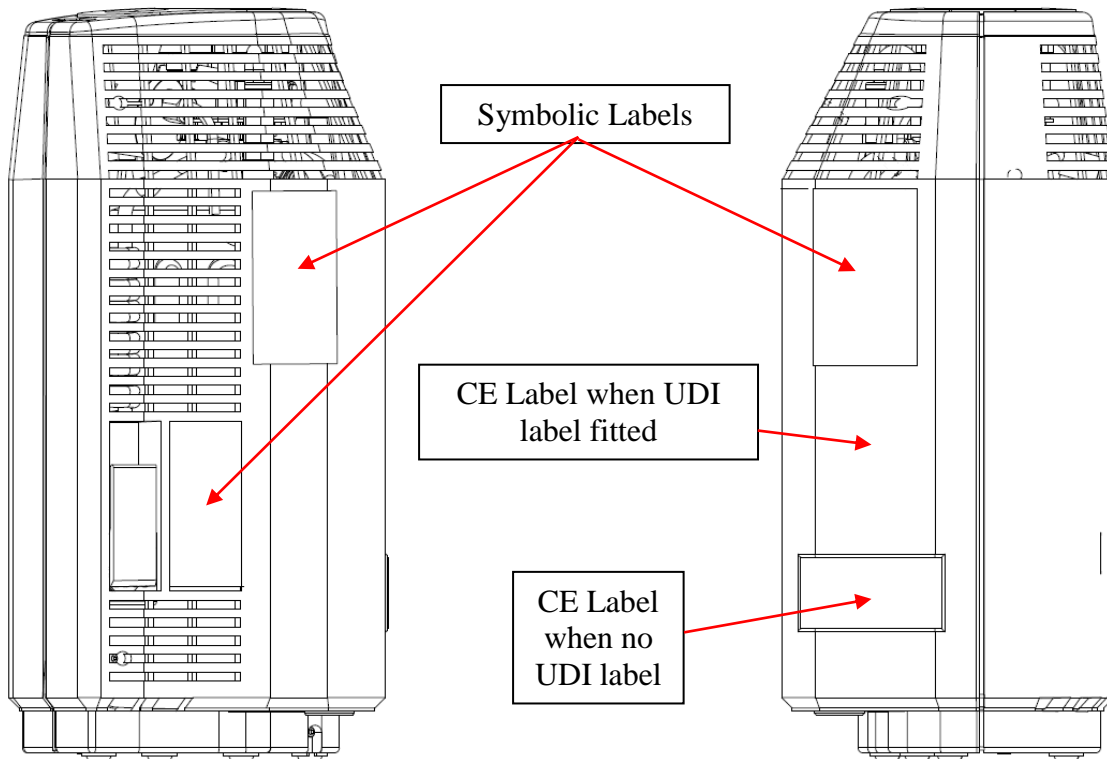 Symbolic Labels
CE Label when UDI
label fitted
CE Label
when no
UDI label